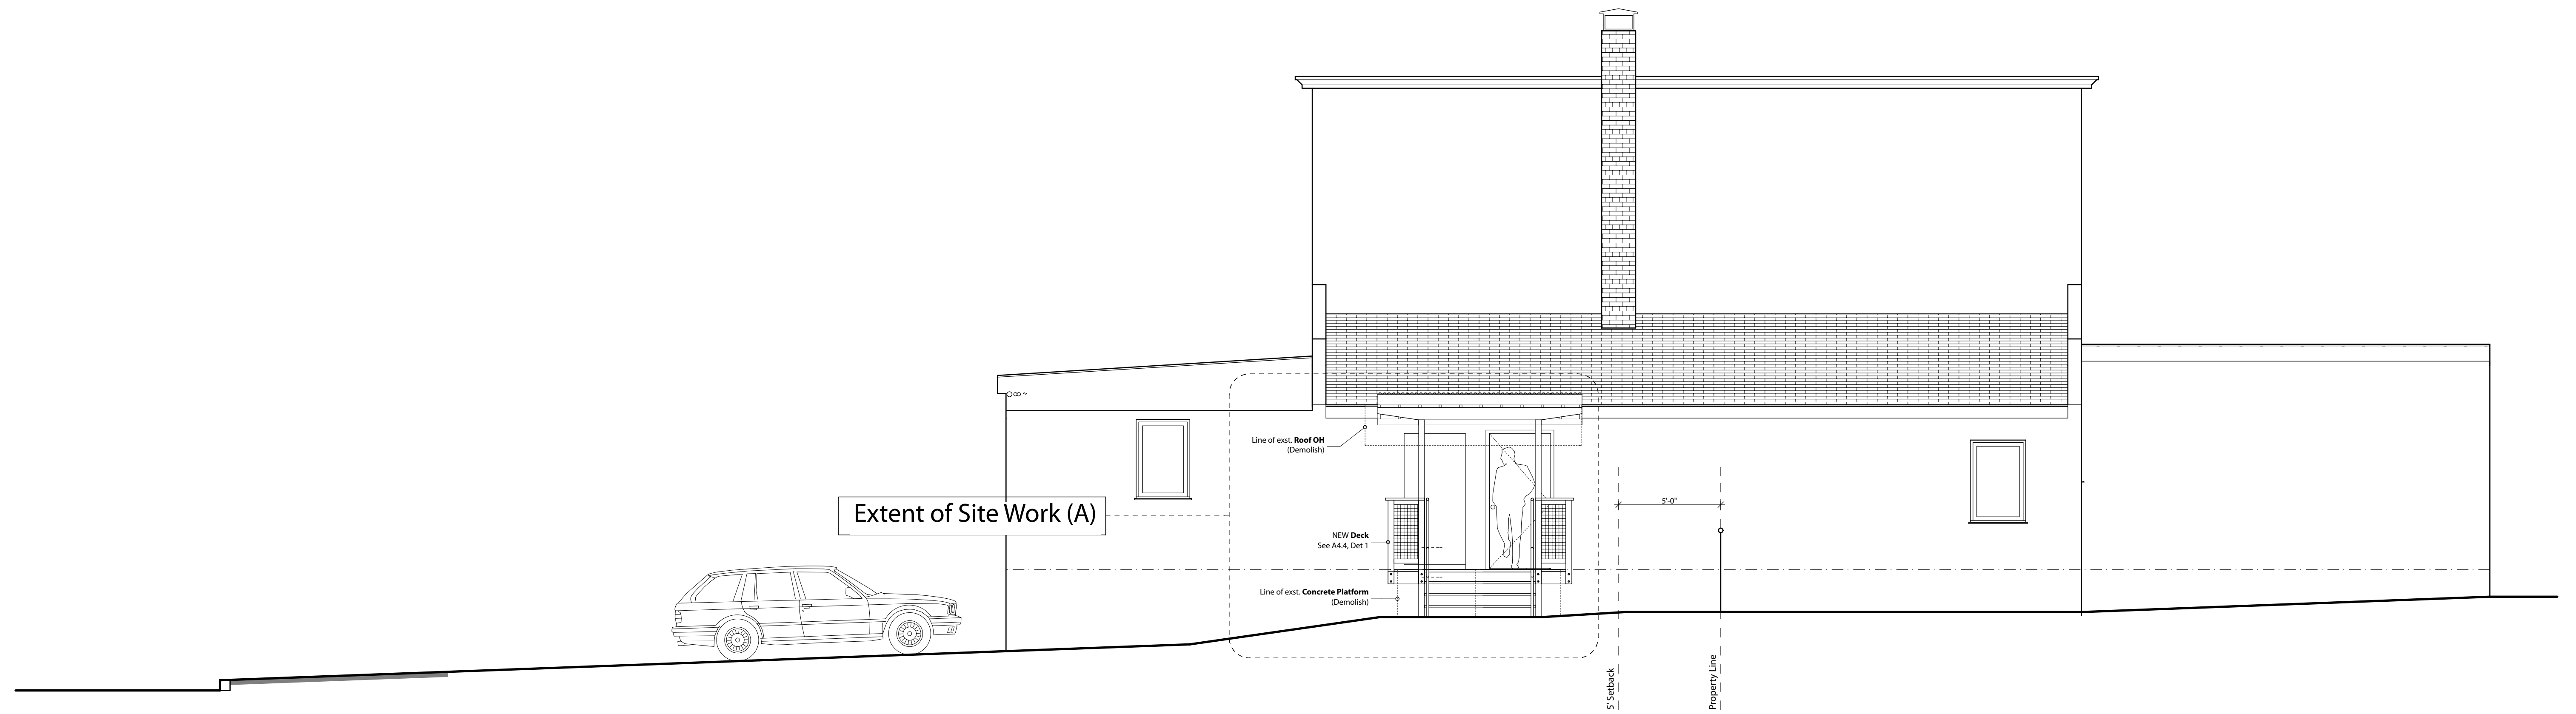 Line of exst. Roof OH
(Demolish)
Extent of Site Work (A)
5'-0"
NEW Deck
See A4.4, Det 1
Line of exst. Concrete Platform
(Demolish)
5' Setback
Property Line